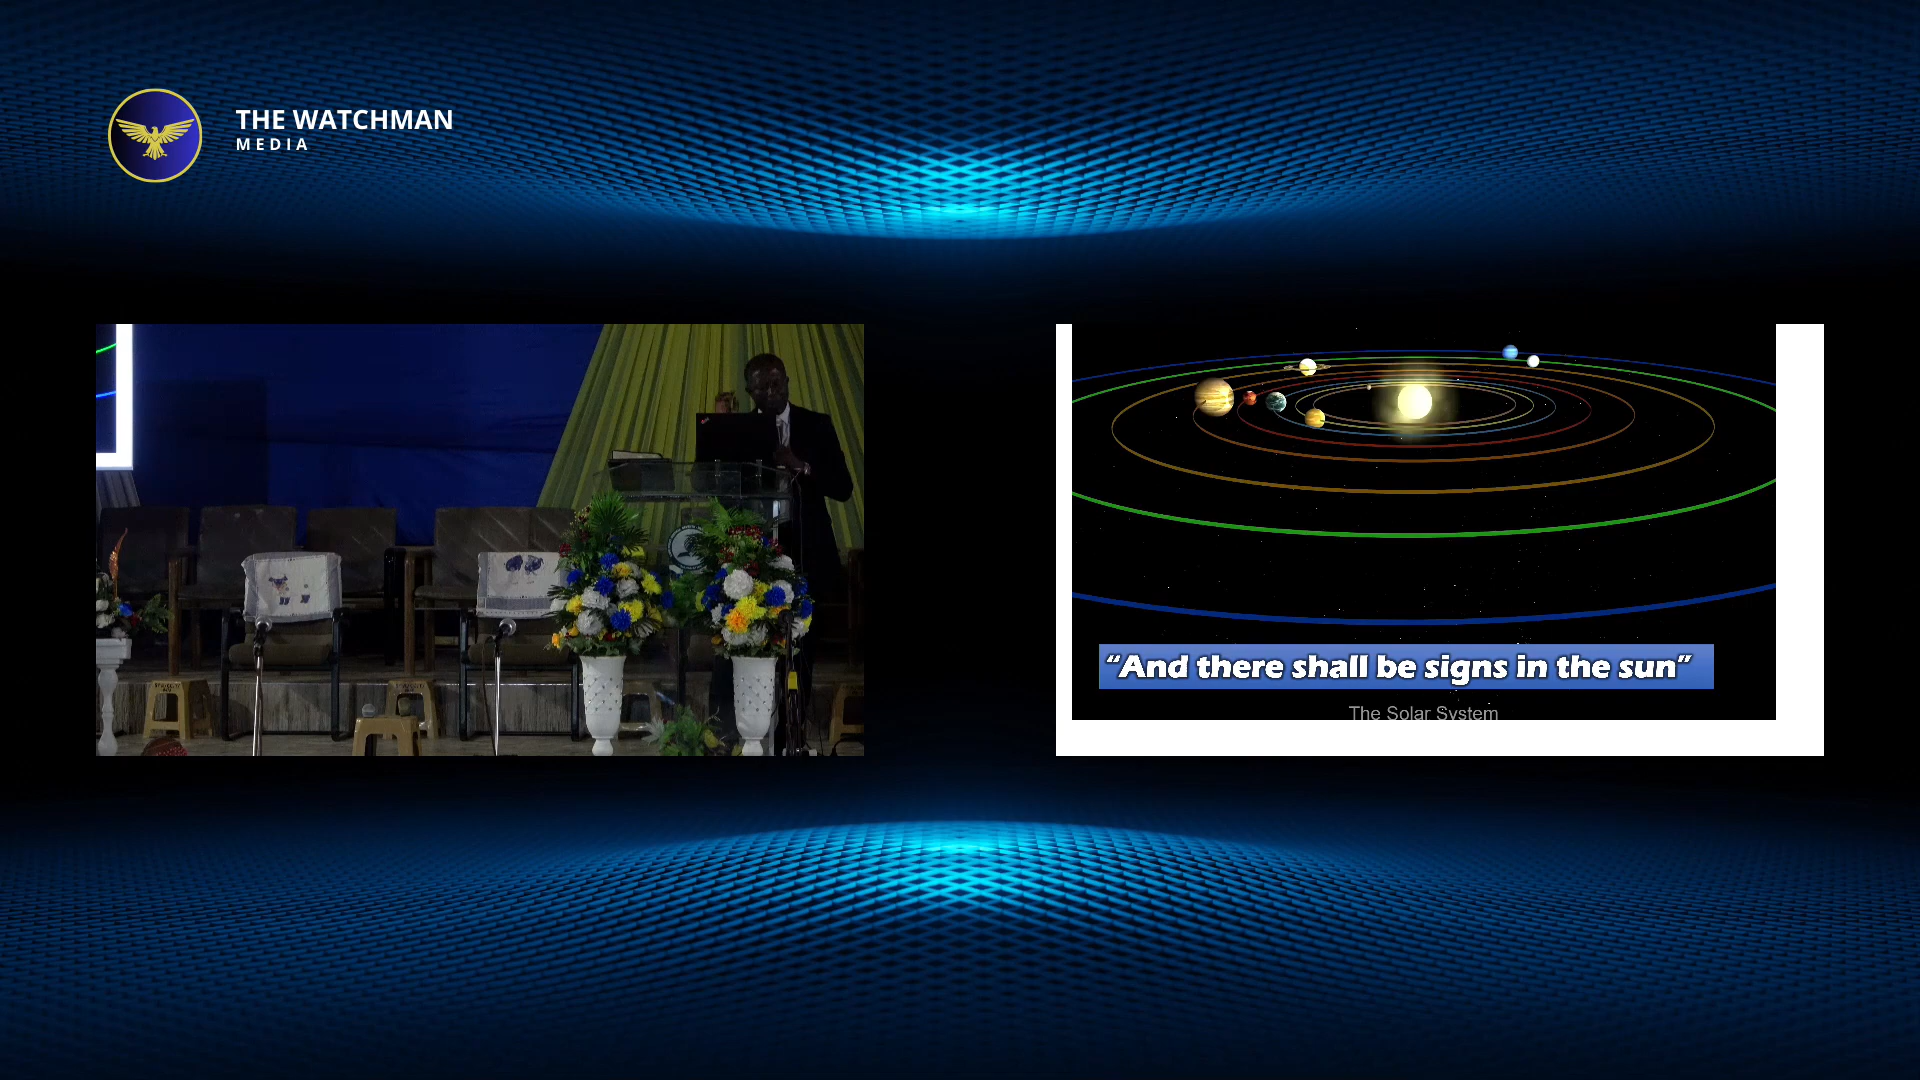 THE WATCHMAN
MEDIA
“And there shall be signs in the sun”
The Solar System